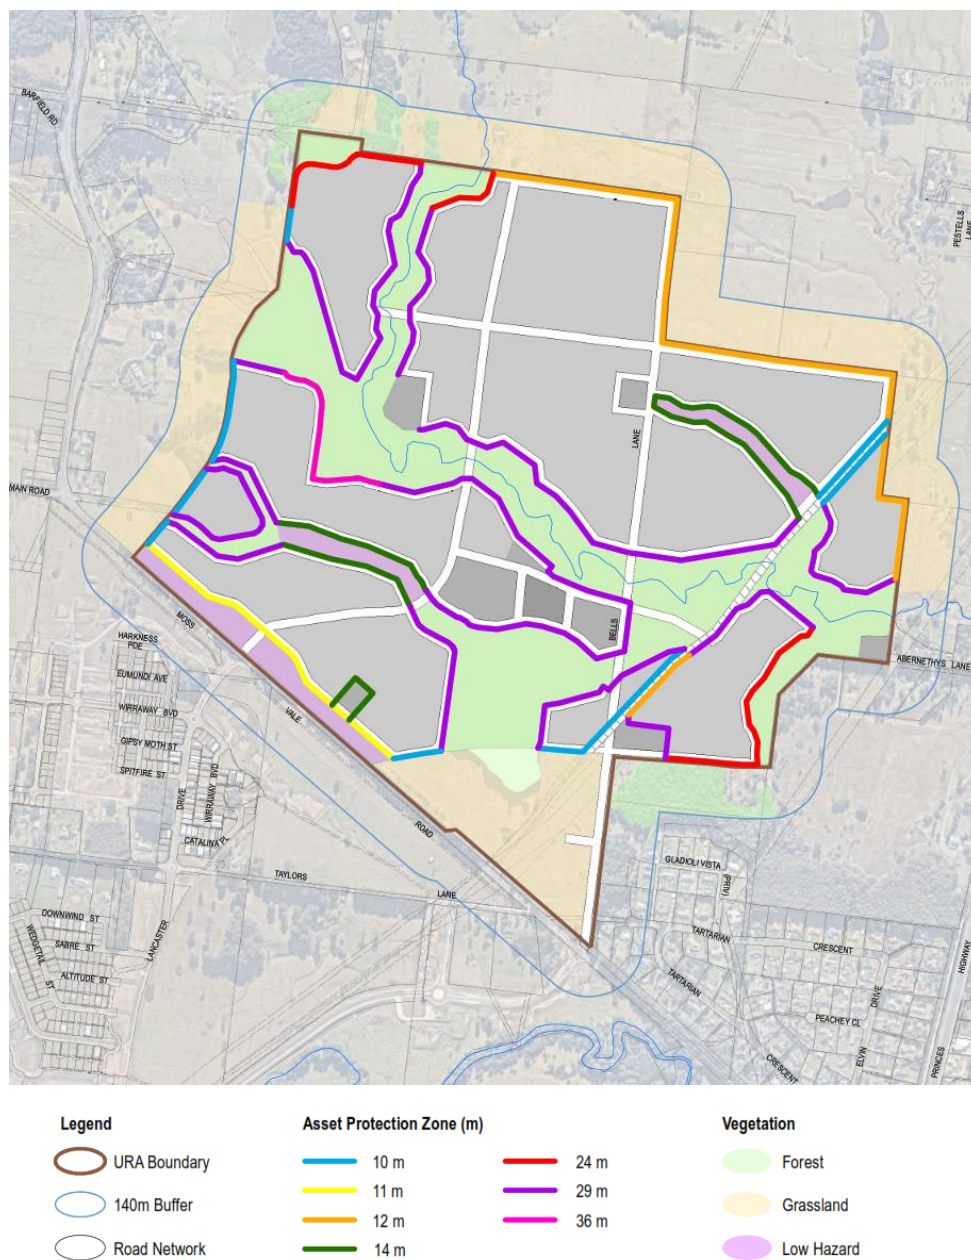 BARFIELD RD
PESTELLS
LANE
LANE
MAIN ROAD
MOSS
HARKNESS
PDE
BELLS
ABERNETHYS LANE
EUMUNDI AVE
WIRRAWAY BVD
VALE
GIPSY MOTH ST
SPITFIRE ST
DRIVE
WIRRAWAY BVD
ROAD
CATALINA PL
GLADIOLI VISTA
(PRIV)
TAYLORS
LANE
DOWNWIND ST
WEDGETAIL
ST
SABRE ST
LANCASTER
TARTARIAN
CRESCENT
HIGHWAY
ALTITUDE ST
TARTARIAN
CRESCENT
DRIVE
PEACHEY CL
ELVIN
PRINCES
Legend
URA Boundary
140m Buffer
Road Network
Asset Protection Zone (m)
10 m
11 m
12 m
14 m
24 m
29 m
36 m
Vegetation
Forest
Grassland
Low Hazard